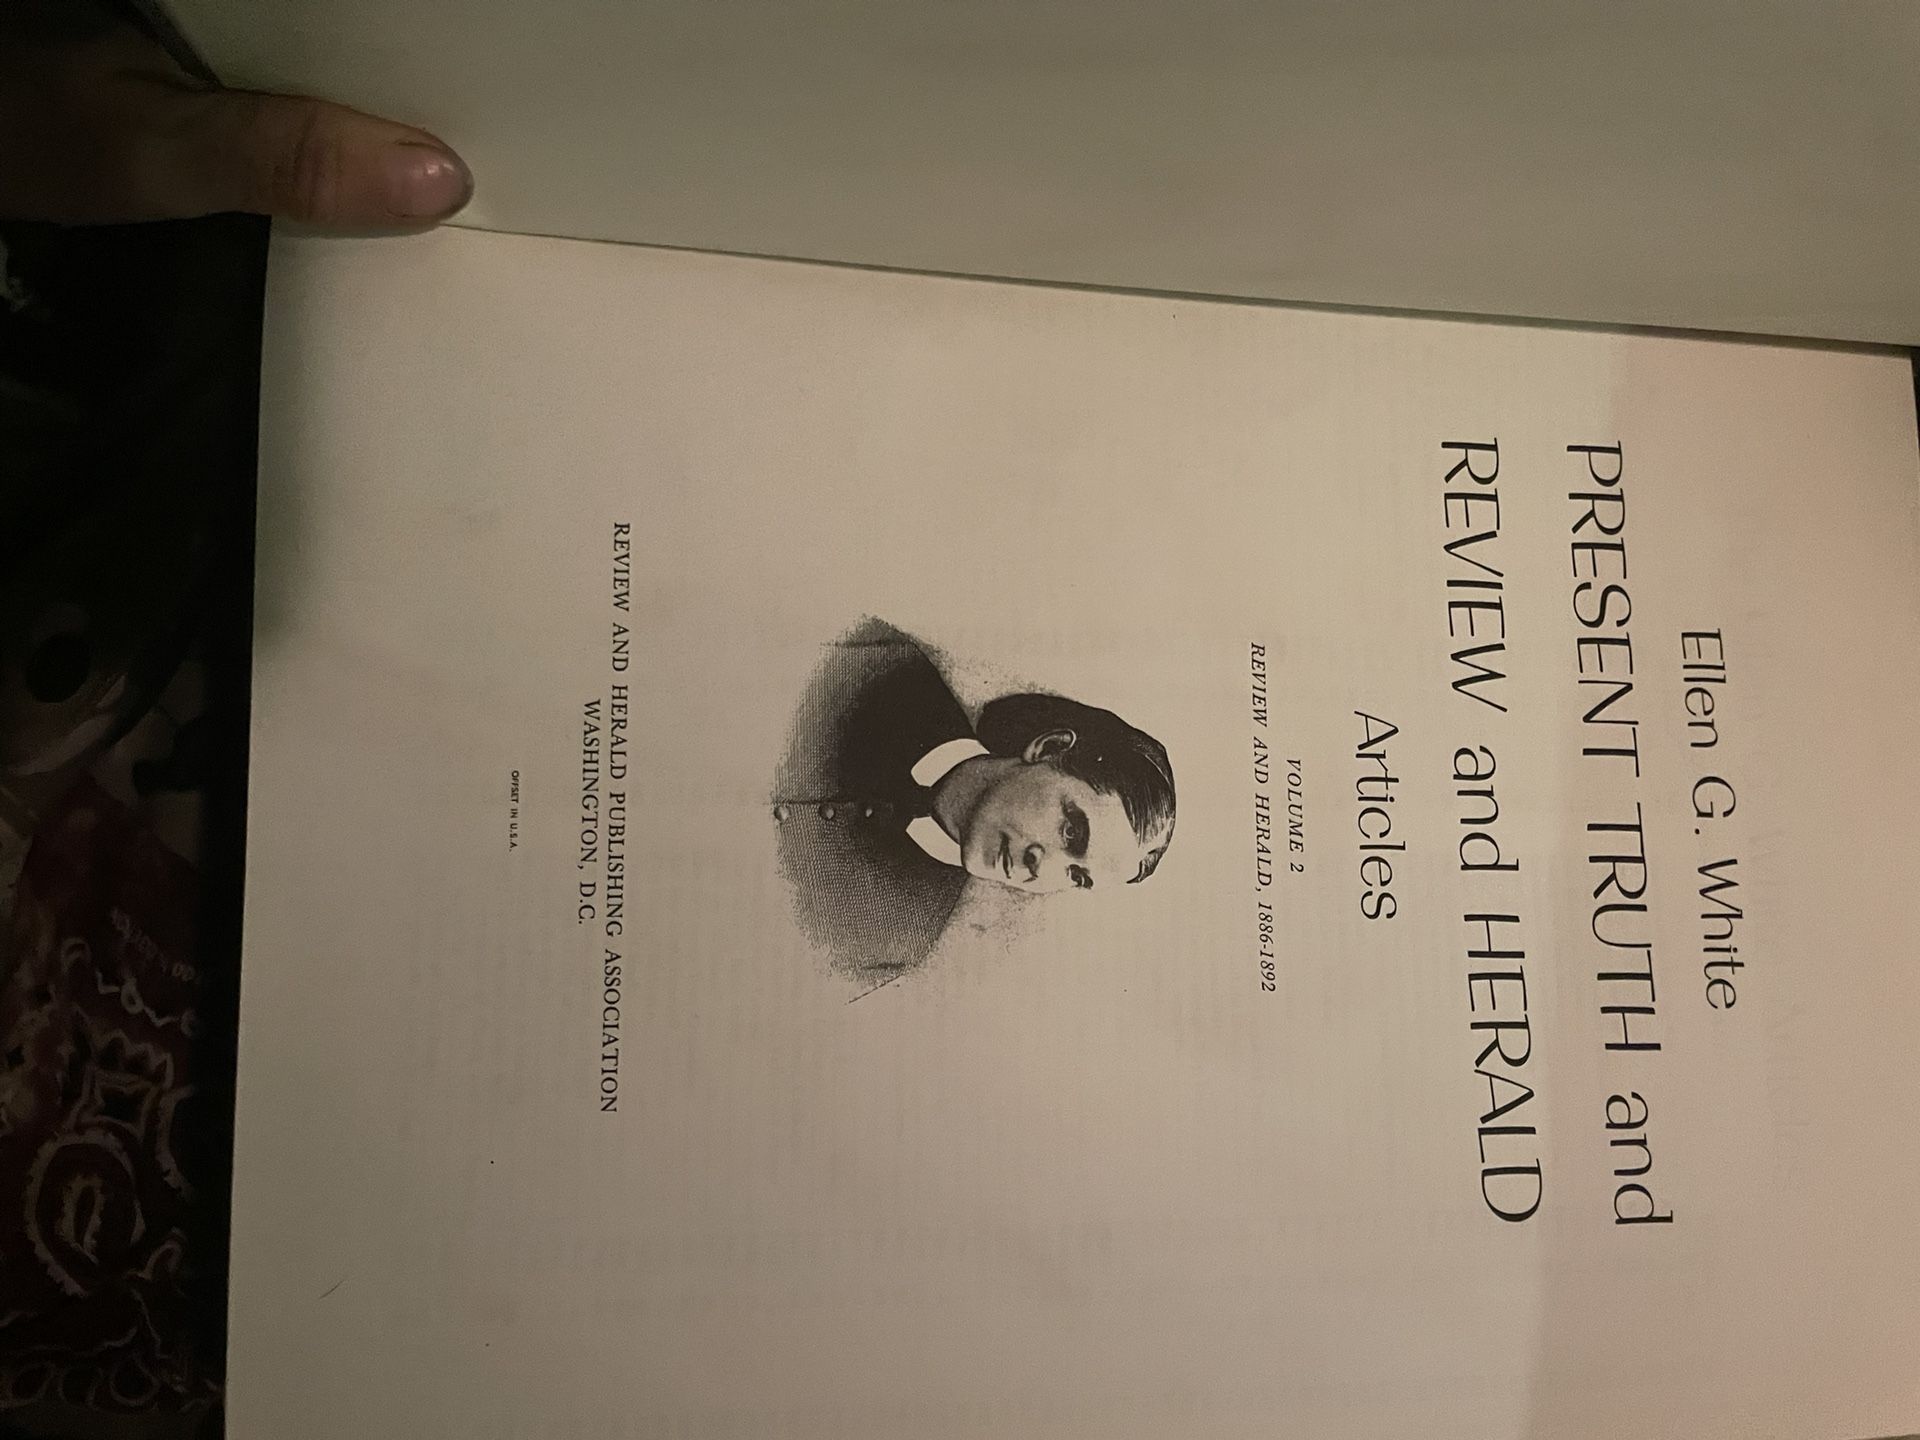 Ellen G. White
PRESENT TRUTH and
REVIEW and HERALD
Articles
VOLUME 2
REVIEW AND HERALD, 1886-1892
REVIEW AND HERALD PUBLISHING ASSOCIATION
WASHINGTON, D.C.
OFFSET IN U.S.A.